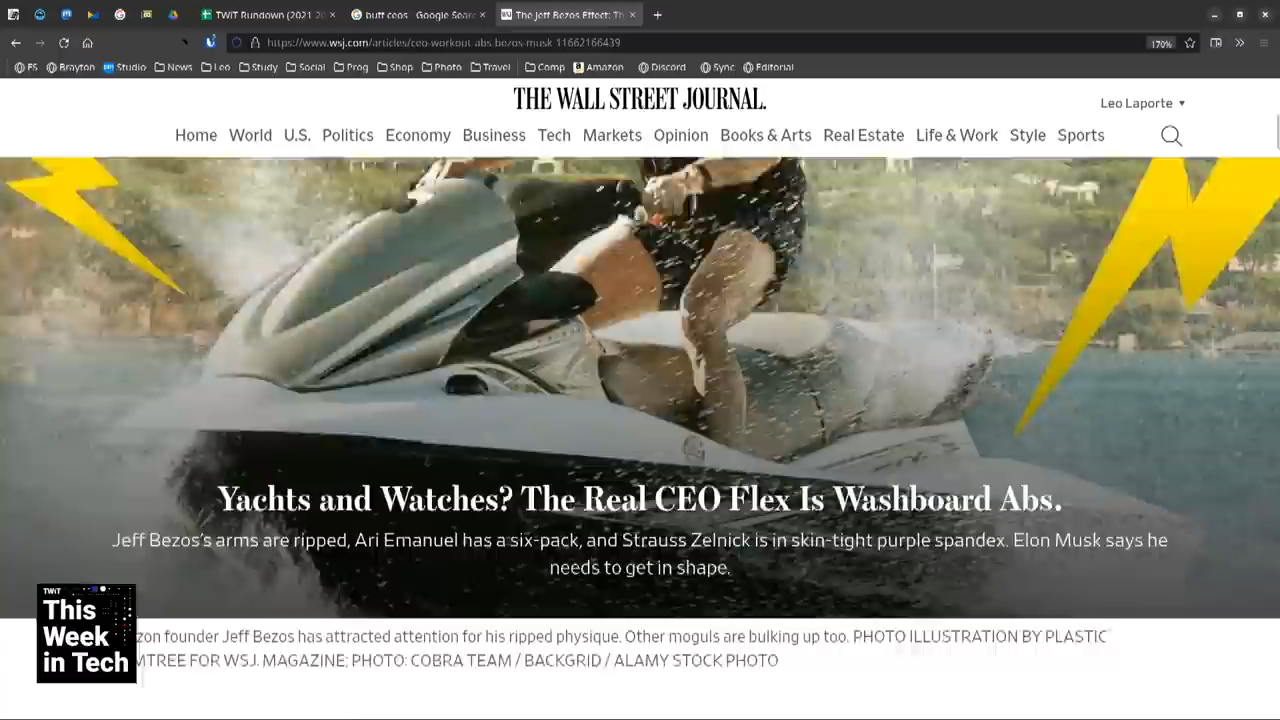 TWiT Rundown (2021 20
buff ceos - Google Sear
The Jeff Bezos Effect: Th
https://www.wsj.com/articles/ceo-workout-abs-bezos-musk-11662166439
170%
FS Brayton Studio News Leo Study Social Prog Shop Photo Travel Comp Amazon Discord Sync Editorial
THE WALL STREET JOURNAL.
Leo Laporte
Home World U.S. Politics Economy Business Tech Markets Opinion Books & Arts Real Estate Life & Work Style Sports
Yachts and Watches? The Real CEO Flex Is Washboard Abs.
Jeff Bezos's arms are ripped, Ari Emanuel has a six-pack, and Strauss Zelnick is in skin-tight purple spandex. Elon Musk says he
needs to get in shape.
zon founder Jeff Bezos has attracted attention for his ripped physique. Other moguls are bulking up too. PHOTO ILLUSTRATION BY PLASTIC
MTREE FOR WSJ. MAGAZINE; PHOTO: COBRA TEAM / BACKGRID / ALAMY STOCK PHOTO
TWiT
This
Week
in Tech